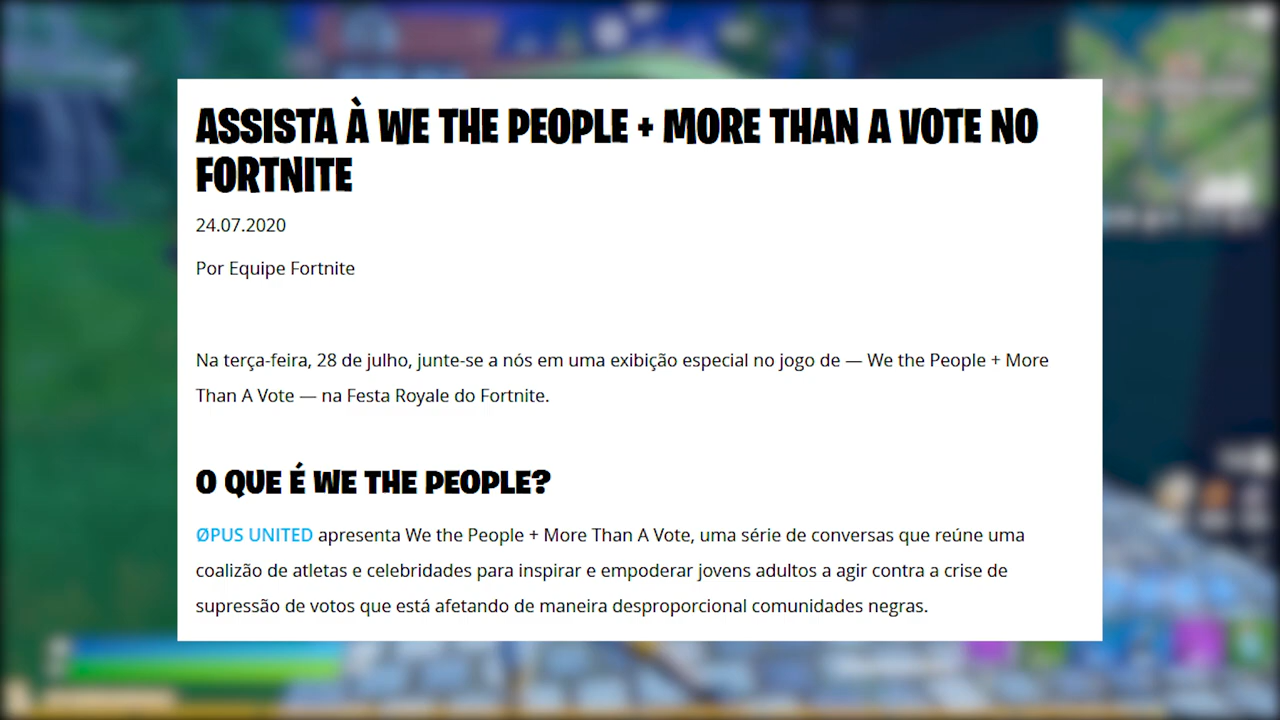 ASSISTA À WE THE PEOPLE + MORE THAN A VOTE NO
FORTNITE
24.07.2020
Por Equipe Fortnite
Na terça-feira, 28 de julho, junte-se a nós em uma exibição especial no jogo de — We the People + More
Than A Vote — na Festa Royale do Fortnite.
O QUE É WE THE PEOPLE?
ØPUS UNITED apresenta We the People + More Than A Vote, uma série de conversas que reúne uma
coalizão de atletas e celebridades para inspirar e empoderar jovens adultos a agir contra a crise de
supressão de votos que está afetando de maneira desproporcional comunidades negras.